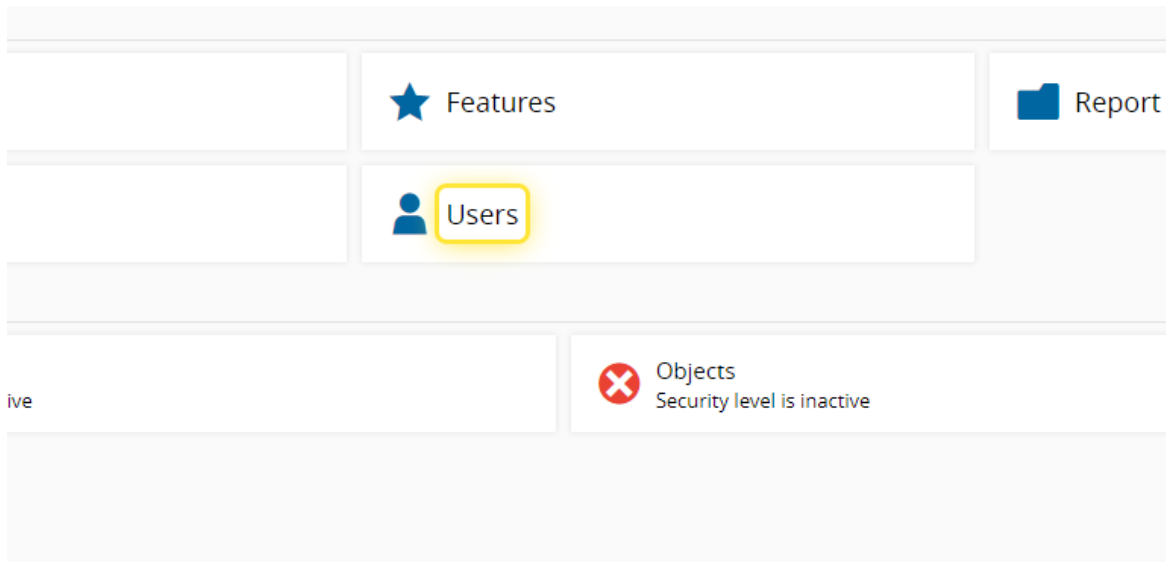 Features
Report
Users
ive
Objects
Security level is inactive